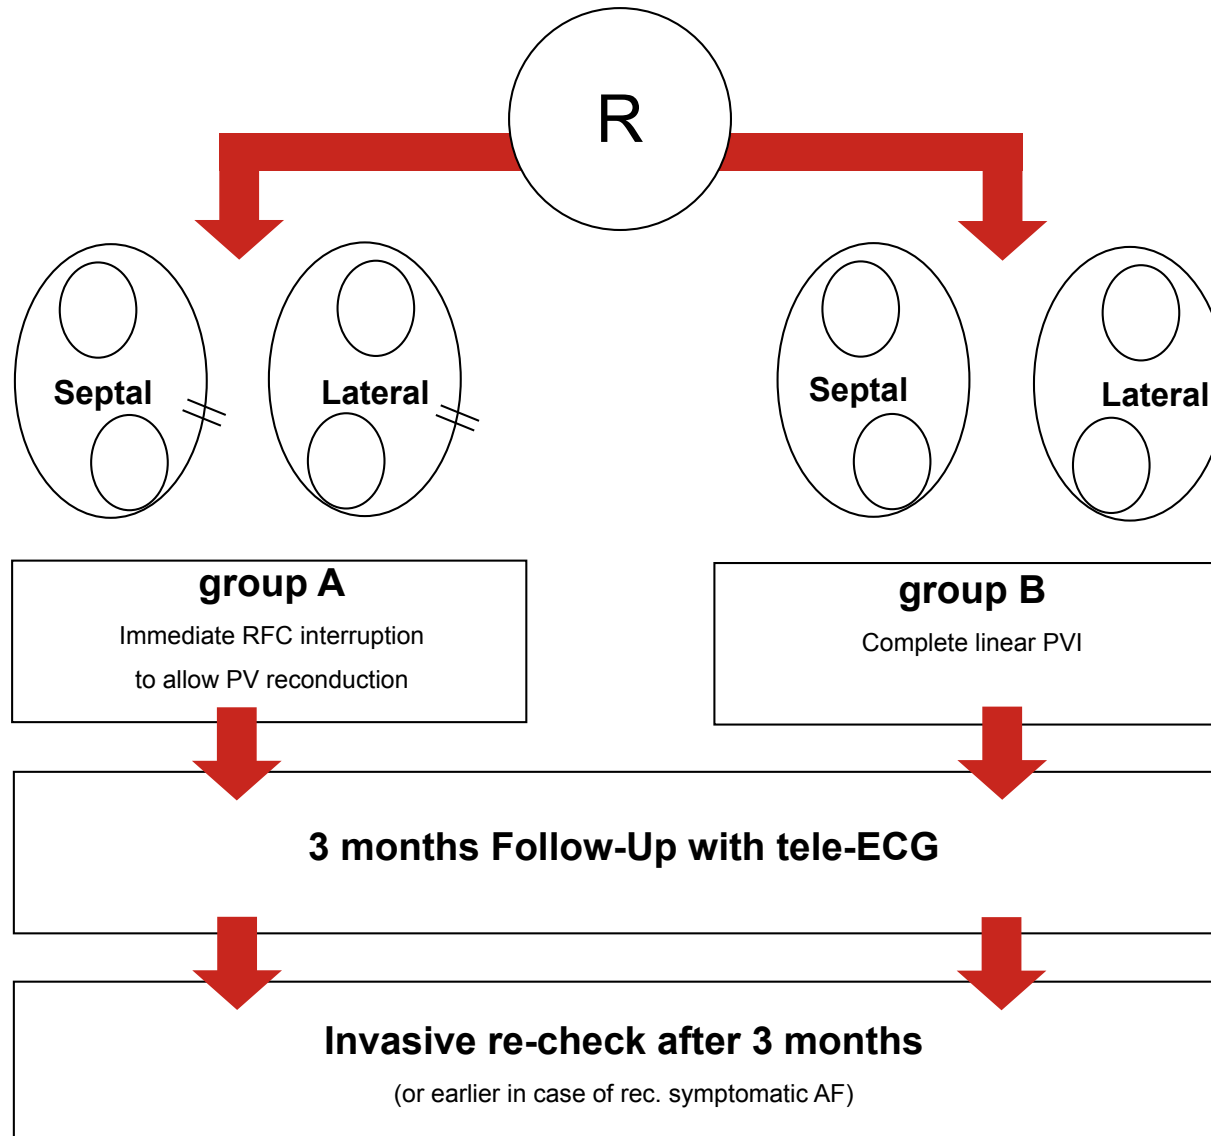 R
Septal
Lateral
Septal
Lateral
group A
Immediate RFC interruption
to allow PV reconduction
group B
Complete linear PVI
3 months Follow-Up with tele-ECG
Invasive re-check after 3 months
(or earlier in case of rec. symptomatic AF)